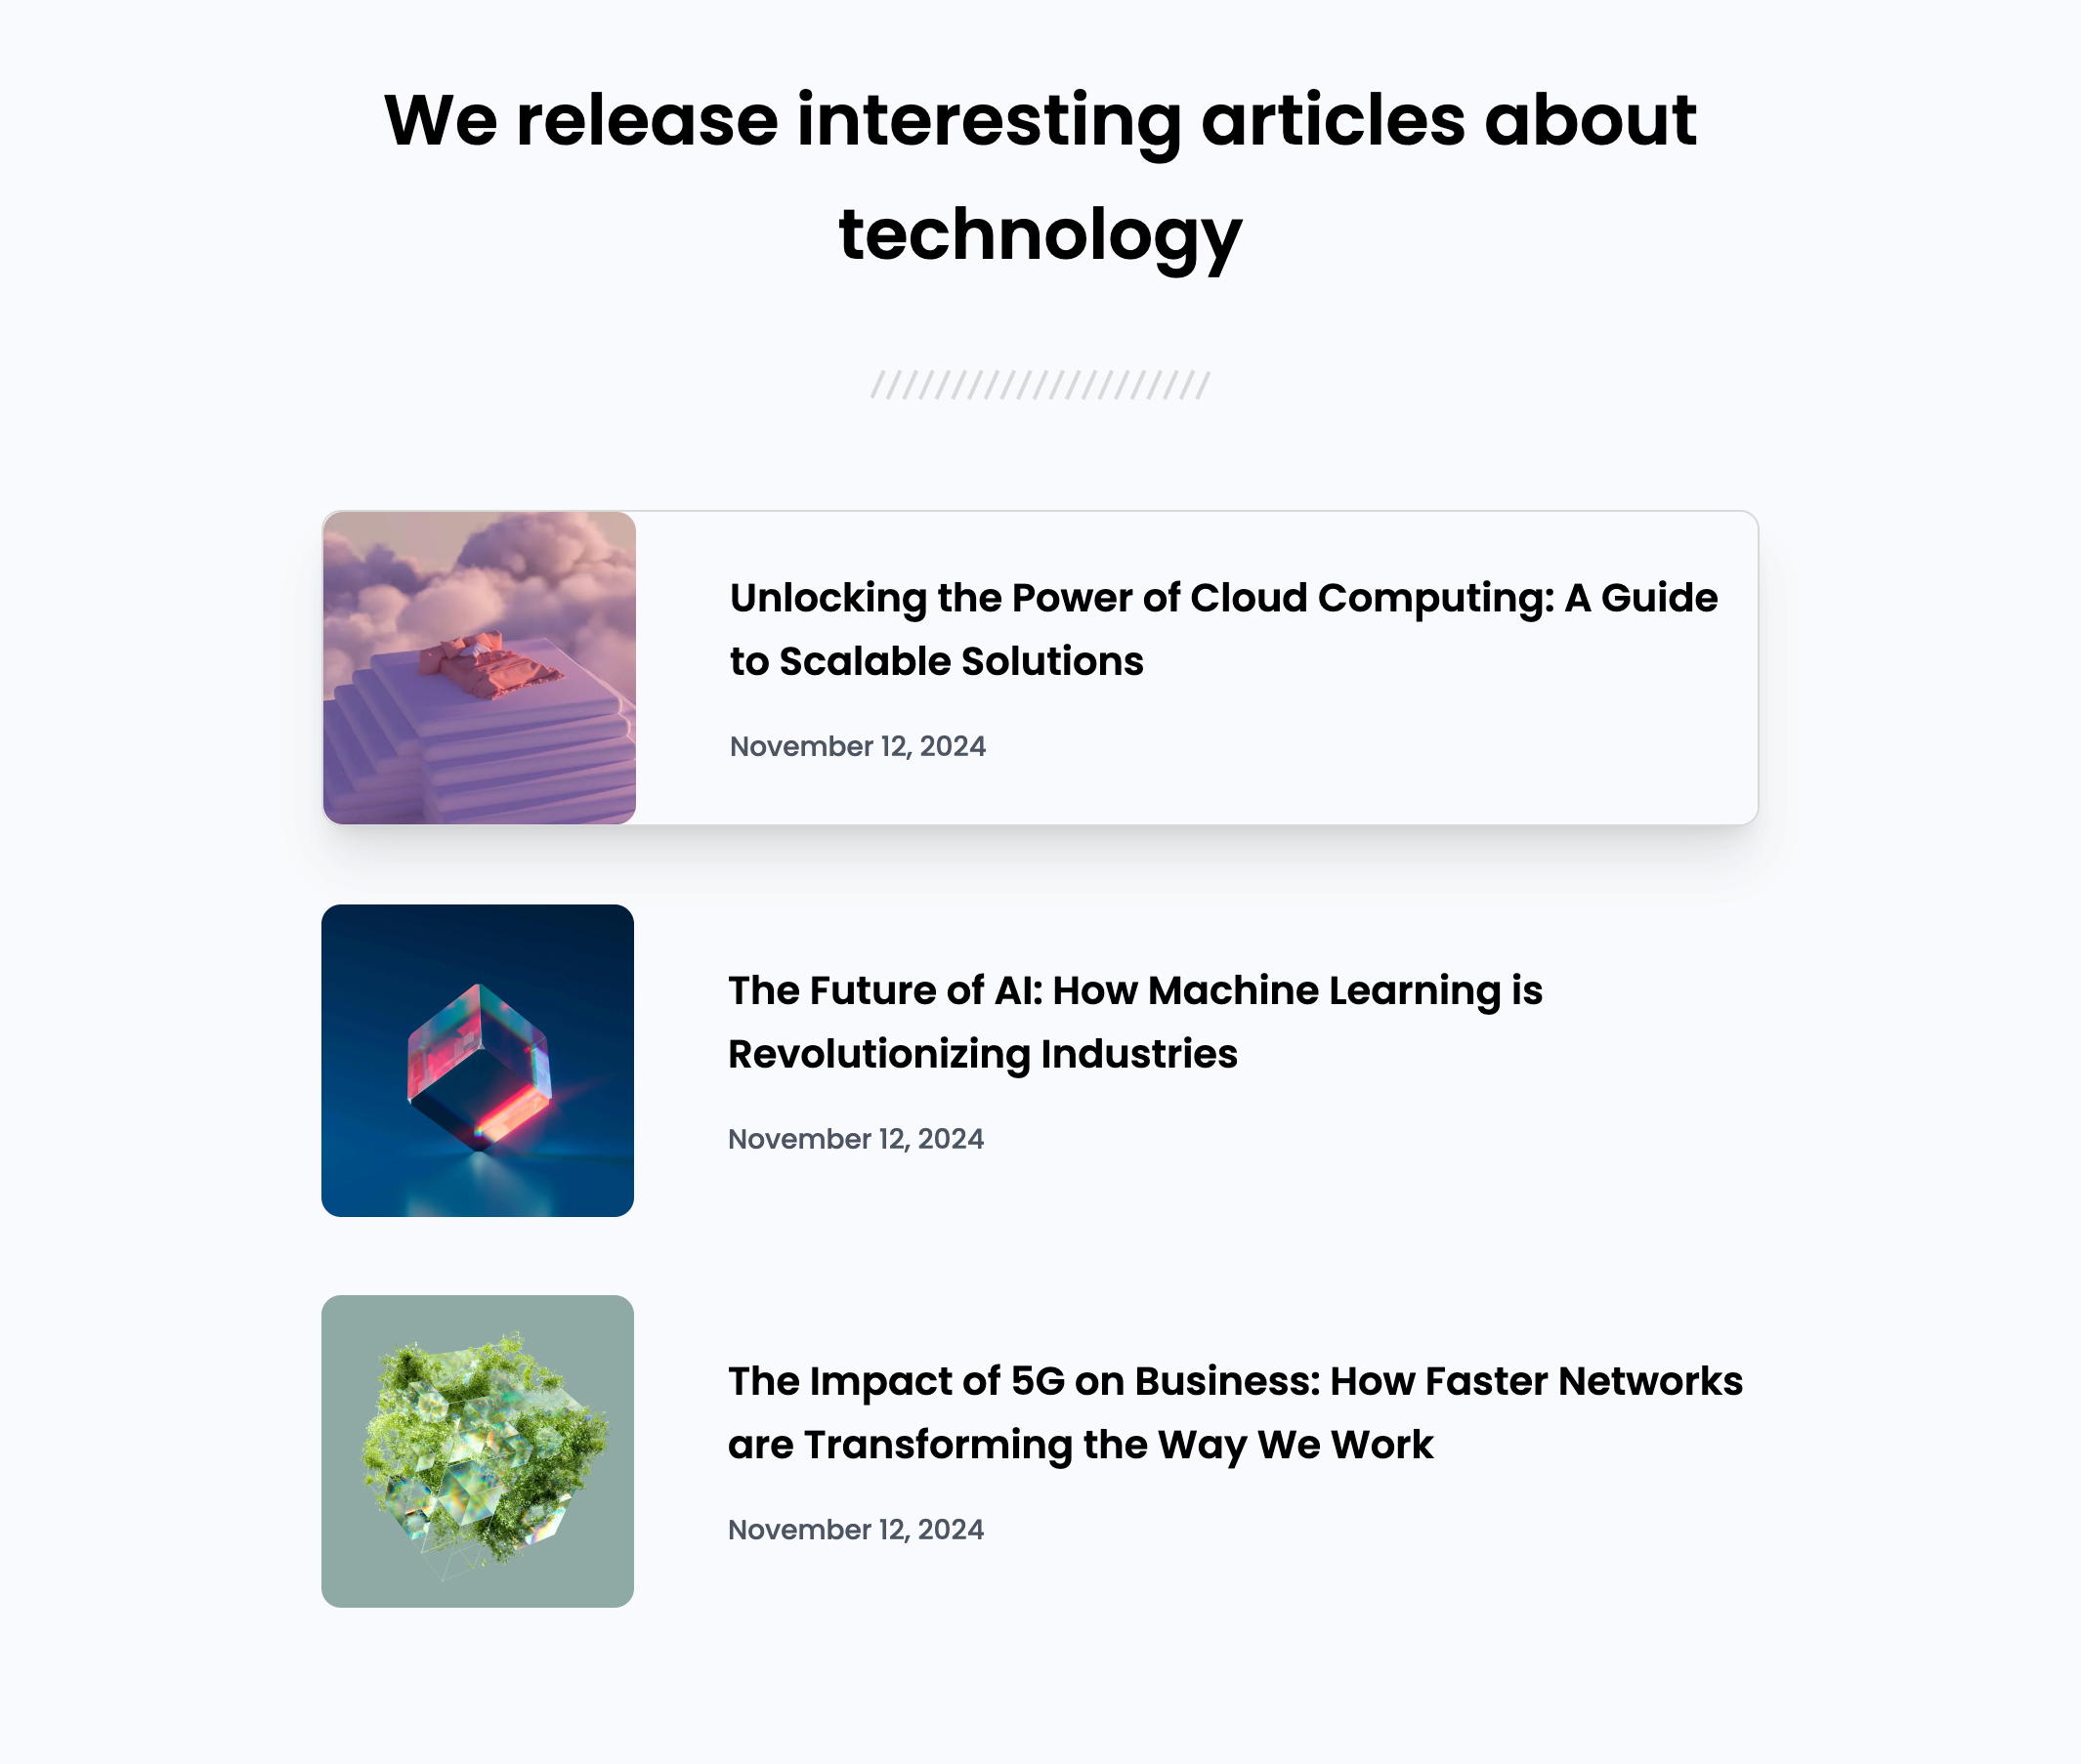 We release interesting articles about
technology
Unlocking the Power of Cloud Computing: A Guide
to Scalable Solutions
November 12, 2024
The Future of AI: How Machine Learning is
Revolutionizing Industries
November 12, 2024
The Impact of 5G on Business: How Faster Networks
are Transforming the Way We Work
November 12, 2024